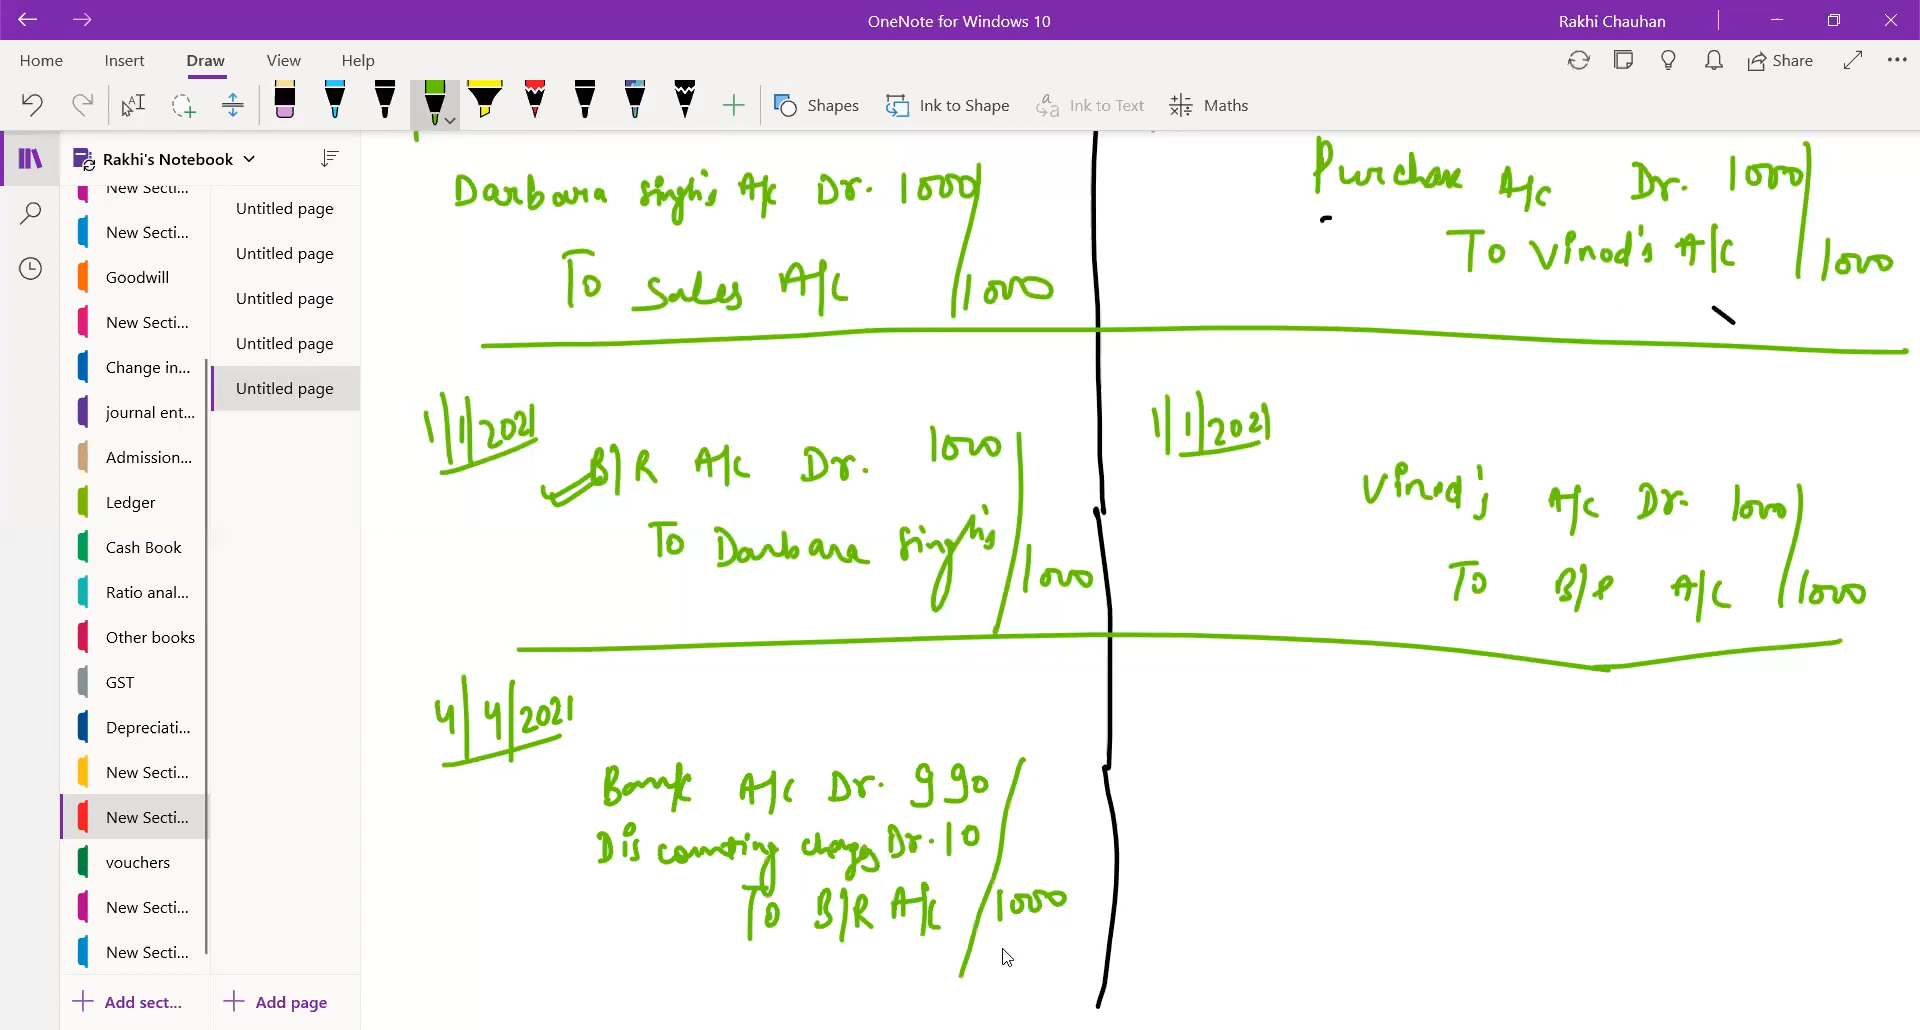 OneNote for Windows 10
Rakhi Chauhan
Home Insert Draw View Help
Share
Shapes Ink to Shape Ink to Text Maths
Rakhi's Notebook
New Secti...
New Secti...
Goodwill
New Secti...
Change in...
journal ent...
Admission...
Ledger
Cash Book
Ratio anal...
Other books
GST
Depreciati...
New Secti...
New Secti...
vouchers
New Secti...
New Secti...
Add sect...
Untitled page
Untitled page
Untitled page
Untitled page
Untitled page
Add page
Darbara Singh's A/c Dr. 1000
To Sales A/c 1000
1/1/2021
B/R A/c Dr. 1000
To Darbara Singh's 1000
4/4/2021
Bank A/c Dr. 990
Discounting charges Dr. 10
To B/R A/c 1000
Purchase A/c Dr. 1000
To Vinod's A/c 1000
1/1/2021
Vinod's A/c Dr. 1000
To B/P A/c 1000